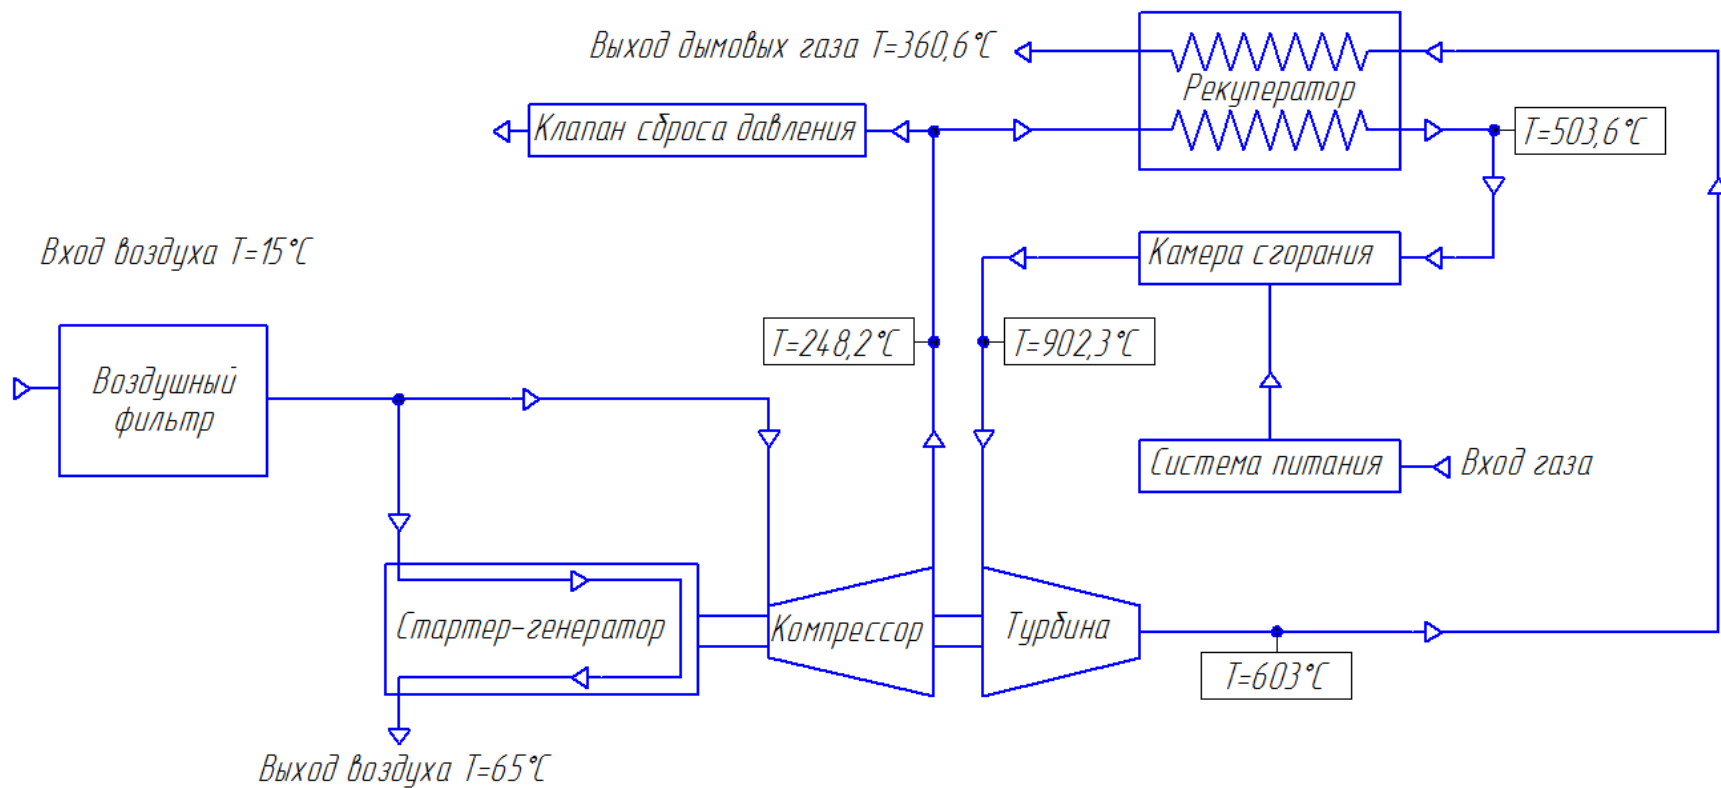 Выход дымовых газа T=360,6°C
Рекуператор
Клапан сброса давления
T=503,6°C
Вход воздуха T=15°C
Камера сгорания
T=248,2°C
T=902,3°C
Воздушный
фильтр
Система питания
Вход газа
Стартер-генератор
Компрессор
Турбина
T=603°C
Выход воздуха T=65°C